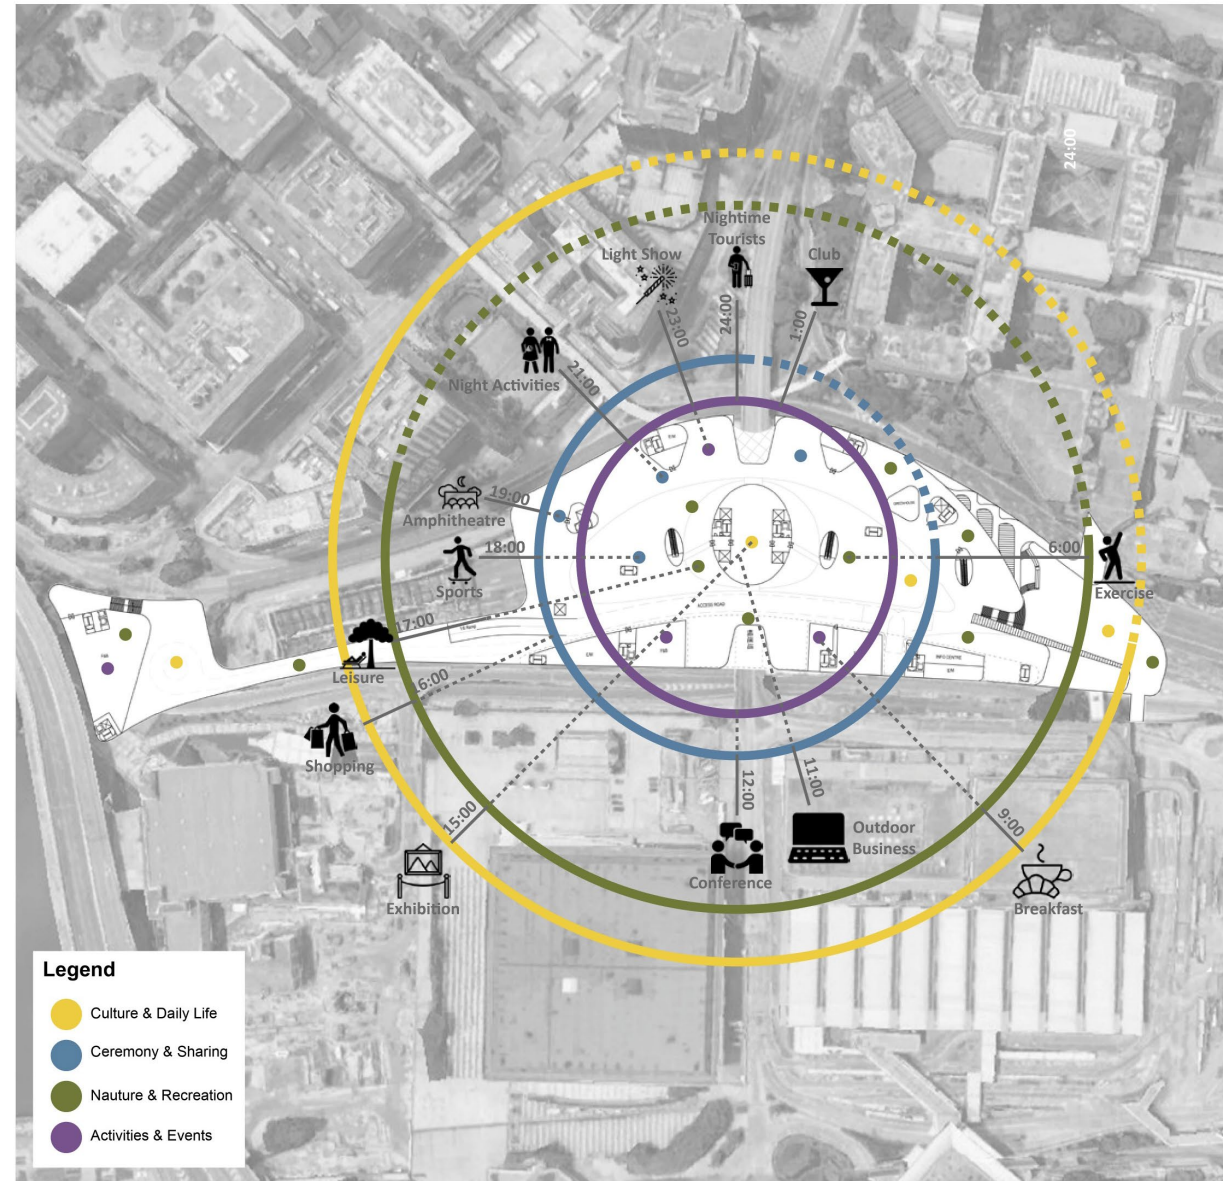 24:00
Nightime
Tourists
Light Show
Club
23:00
24:00
1:00
Night Activities
21:00
19:00
Amphitheatre
18:00
Sports
6:00
Exercise
17:00
Leisure
16:00
Shopping
15:00
Exhibition
12:00
Conference
11:00
Outdoor
Business
9:00
Breakfast
ACCESS ROAD
INFO CENTRE
E/M
E/M
E/M
F&B
F&B
Legend
Culture & Daily Life
Ceremony & Sharing
Nauture & Recreation
Activities & Events